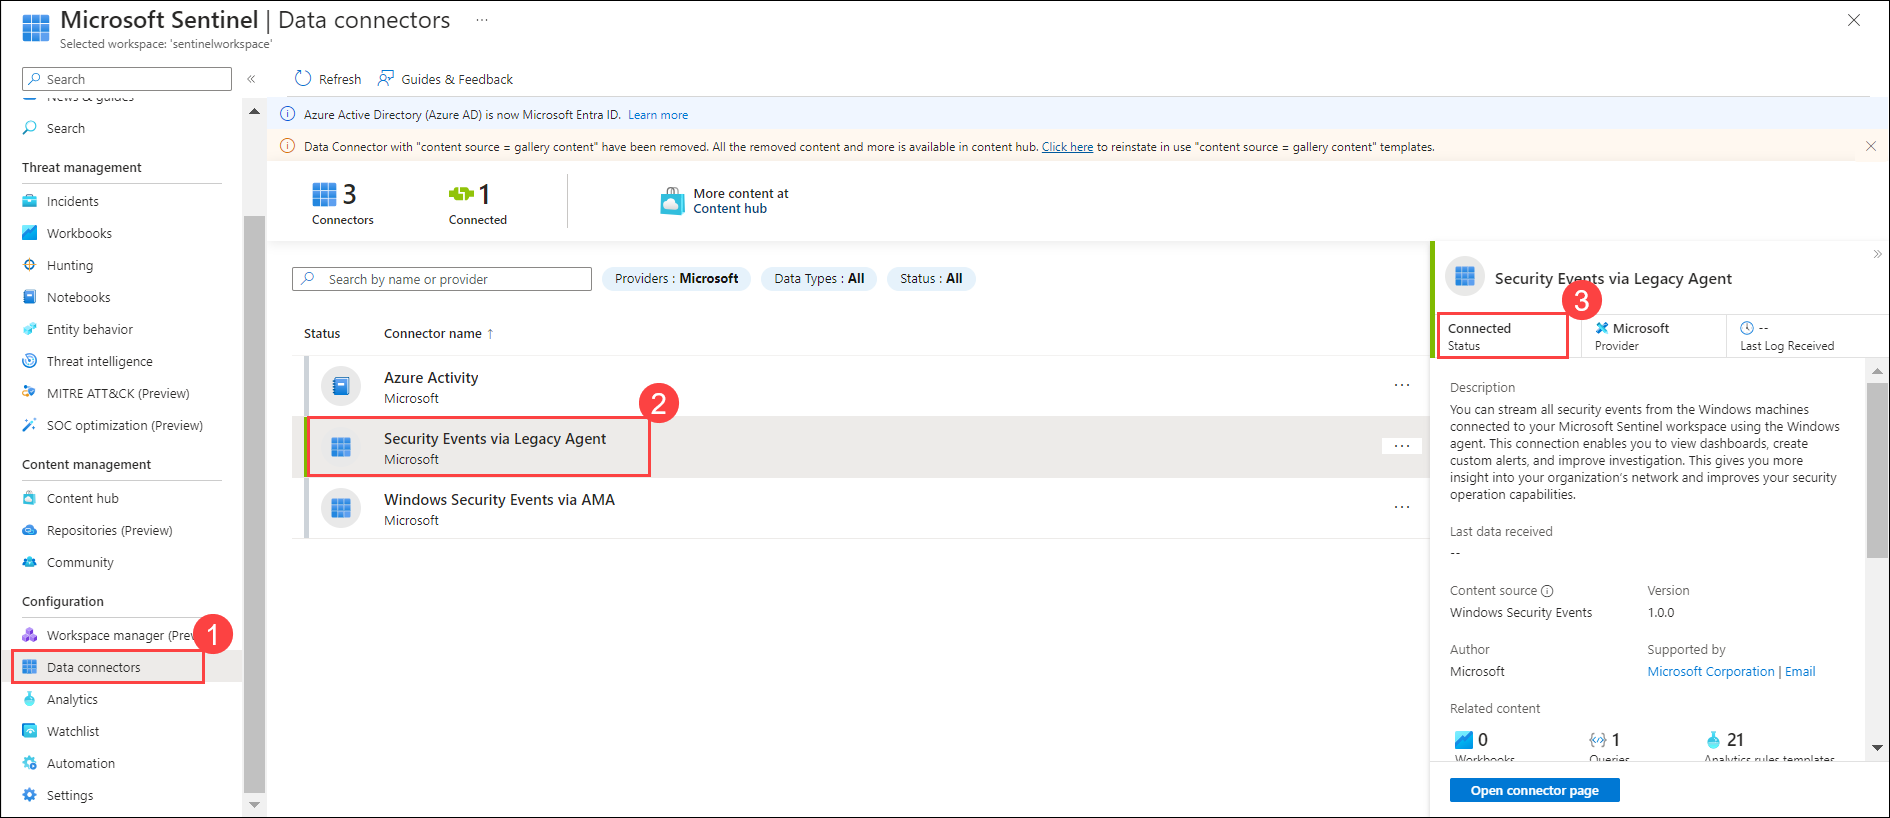 Microsoft Sentinel | Data connectors ...
Selected workspace: 'sentinelworkspace'
Search
«
Refresh
Guides & Feedback
News & guides
Search
Threat management
Incidents
Workbooks
Hunting
Notebooks
Entity behavior
Threat intelligence
MITRE ATT&CK (Preview)
SOC optimization (Preview)
Content management
Content hub
Repositories (Preview)
Community
Configuration
Workspace manager (Prev
1
Data connectors
Analytics
Watchlist
Automation
Settings
Azure Active Directory (Azure AD) is now Microsoft Entra ID. Learn more
Data Connector with "content source = gallery content" have been removed. All the removed content and more is available in content hub. Click here to reinstate in use "content source = gallery content" templates.
3
Connectors
1
Connected
More content at
Content hub
Search by name or provider
Providers : Microsoft
Data Types : All
Status : All
Status
Connector name ↑
Azure Activity
Microsoft
...
2
Security Events via Legacy Agent
Microsoft
...
Windows Security Events via AMA
Microsoft
...
»
Security Events via Legacy Agent
3
Connected
Status
Microsoft
Provider
--
Last Log Received
Description
You can stream all security events from the Windows machines
connected to your Microsoft Sentinel workspace using the Windows
agent. This connection enables you to view dashboards, create
custom alerts, and improve investigation. This gives you more
insight into your organization's network and improves your security
operation capabilities.
Last data received
--
Content source
Windows Security Events
Version
1.0.0
Author
Microsoft
Supported by
Microsoft Corporation | Email
Related content
0
Workbooks
1
Queries
21
Analytics rules templates
Open connector page